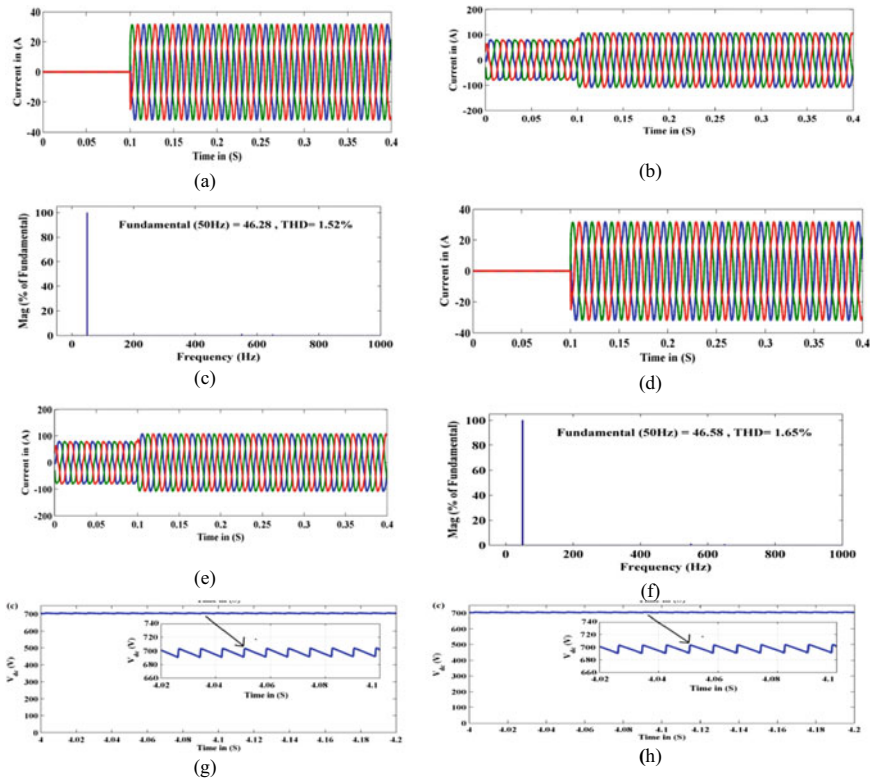 40
20
0
-20
-40
Current in (A
0 0.05 0.1 0.15 0.2 0.25 0.3 0.35 0.4
Time in (S)
(a)
200
100
0
-100
-200
Current in (A)
0 0.05 0.1 0.15 0.2 0.25 0.3 0.35 0.4
Time in (S)
(b)
100
80
60
40
20
0
Mag (% of Fundamental)
Fundamental (50Hz) = 46.28 , THD= 1.52%
0 200 400 600 800 1000
Frequency (Hz)
(c)
40
20
0
-20
-40
Current in (A
0 0.05 0.1 0.15 0.2 0.25 0.3 0.35 0.4
Time in (S)
(d)
200
100
0
-100
-200
Current in (A)
0 0.05 0.1 0.15 0.2 0.25 0.3 0.35 0.4
Time in (S)
(e)
100
80
60
40
20
0
Mag (% of Fundamental)
Fundamental (50Hz) = 46.58 , THD= 1.65%
0 200 400 600 800 1000
Frequency (Hz)
(f)
(c)
700
600
500
400
300
200
100
0
Vdc (V)
740
720
700
680
660
Vdc (V)
4.02 4.04 4.06 4.08 4.1
Time in (S)
4 4.02 4.04 4.06 4.08 4.1 4.12 4.14 4.16 4.18 4.2
Time in (S)
(g)
(c)
700
600
500
400
300
200
100
0
Vdc (V)
740
720
700
680
660
Vdc (V)
4.02 4.04 4.06 4.08 4.1
Time in (S)
4 4.02 4.04 4.06 4.08 4.1 4.12 4.14 4.16 4.18 4.2
Time in (S)
(h)